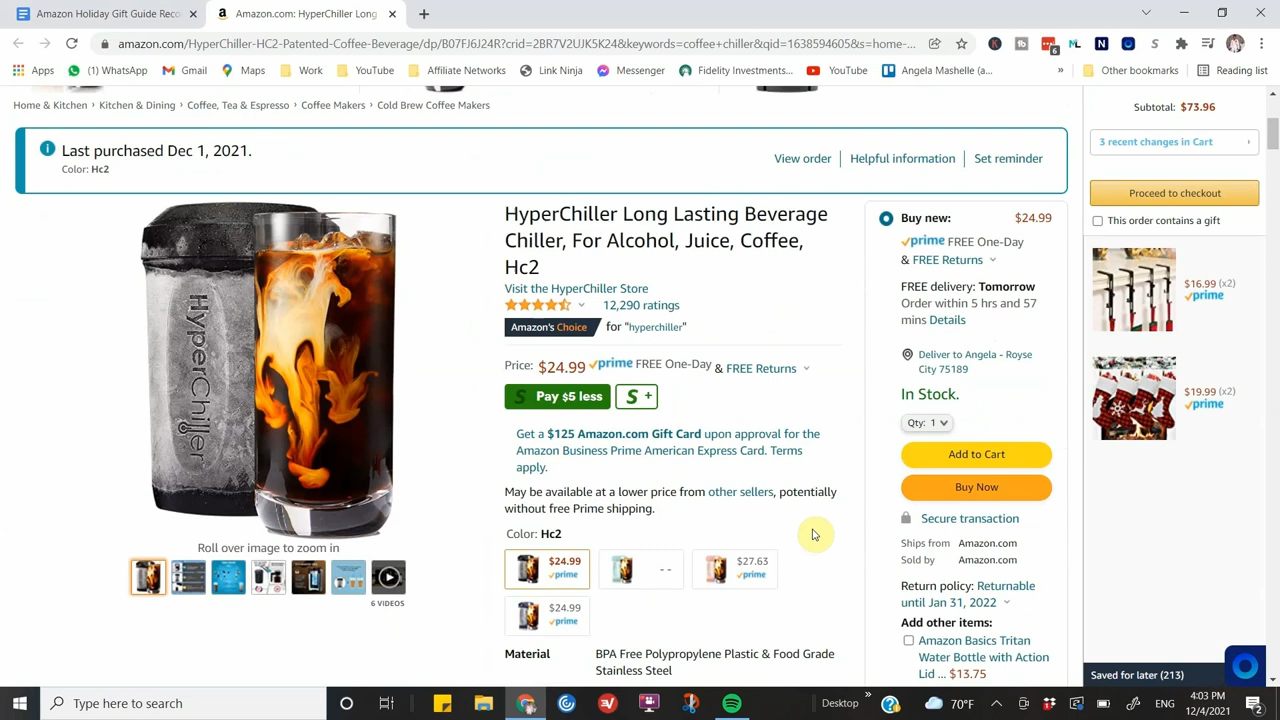 Amazon Holiday Gift Guide Reco
Amazon.com: HyperChiller Long
amazon.com/HyperChiller-HC2-Patented-Coffee-Beverage/dp/B07FJ6J24R?crid=2BR7V2UJK5K24&keywords=coffee+chiller&qid=1638594605&s=home-...
6
Apps
(1) WhatsApp
Gmail
Maps
Work
YouTube
Affiliate Networks
Link Ninja
Messenger
Fidelity Investments...
YouTube
Angela Mashelle (a...
»
Other bookmarks
Reading list
Home & Kitchen › Kitchen & Dining › Coffee, Tea & Espresso › Coffee Makers › Cold Brew Coffee Makers
Last purchased Dec 1, 2021.
Color: Hc2
View order
Helpful information
Set reminder
HyperChiller
Roll over image to zoom in
6 VIDEOS
HyperChiller Long Lasting Beverage
Chiller, For Alcohol, Juice, Coffee,
Hc2
Visit the HyperChiller Store
12,290 ratings
Amazon's Choice for "hyperchiller"
Price: $24.99 prime FREE One-Day & FREE Returns
S Pay $5 less
S +
Get a $125 Amazon.com Gift Card upon approval for the
Amazon Business Prime American Express Card. Terms
apply.
May be available at a lower price from other sellers, potentially
without free Prime shipping.
Color: Hc2
$24.99
prime
- -
$27.63
prime
$24.99
prime
Material
BPA Free Polypropylene Plastic & Food Grade
Stainless Steel
Buy new: $24.99
prime FREE One-Day
& FREE Returns
FREE delivery: Tomorrow
Order within 5 hrs and 57
mins Details
Deliver to Angela - Royse
City 75189
In Stock.
Qty: 1
Add to Cart
Buy Now
Secure transaction
Ships from Amazon.com
Sold by Amazon.com
Return policy: Returnable
until Jan 31, 2022
Add other items:
Amazon Basics Tritan
Water Bottle with Action
Lid ... $13.75
Subtotal: $73.96
3 recent changes in Cart
Proceed to checkout
This order contains a gift
$16.99 (x2)
prime
$19.99 (x2)
prime
Saved for later (213)
Type here to search
Desktop
»
70°F
ENG
4:03 PM
12/4/2021